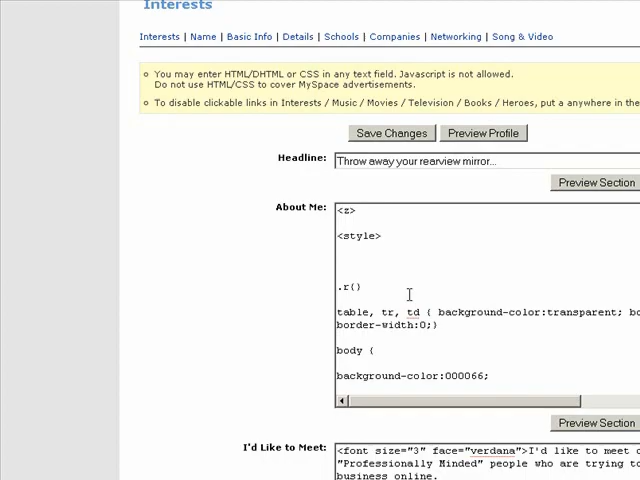 Interests
Interests | Name | Basic Info | Details | Schools | Companies | Networking | Song & Video
You may enter HTML/DHTML or CSS in any text field. Javascript is not allowed.
Do not use HTML/CSS to cover MySpace advertisements.
To disable clickable links in Interests / Music / Movies / Television / Books / Heroes, put a anywhere in the
Save Changes
Preview Profile
Headline:
Throw away your rearview mirror...
Preview Section
About Me:
<z>
<style>
.r()
table, tr, td { background-color:transparent; bo
border-width:0;}
body {
background-color:000066;
Preview Section
I'd Like to Meet:
<font size="3" face="verdana">I'd like to meet o
"Professionally Minded" people who are trying to
business online.